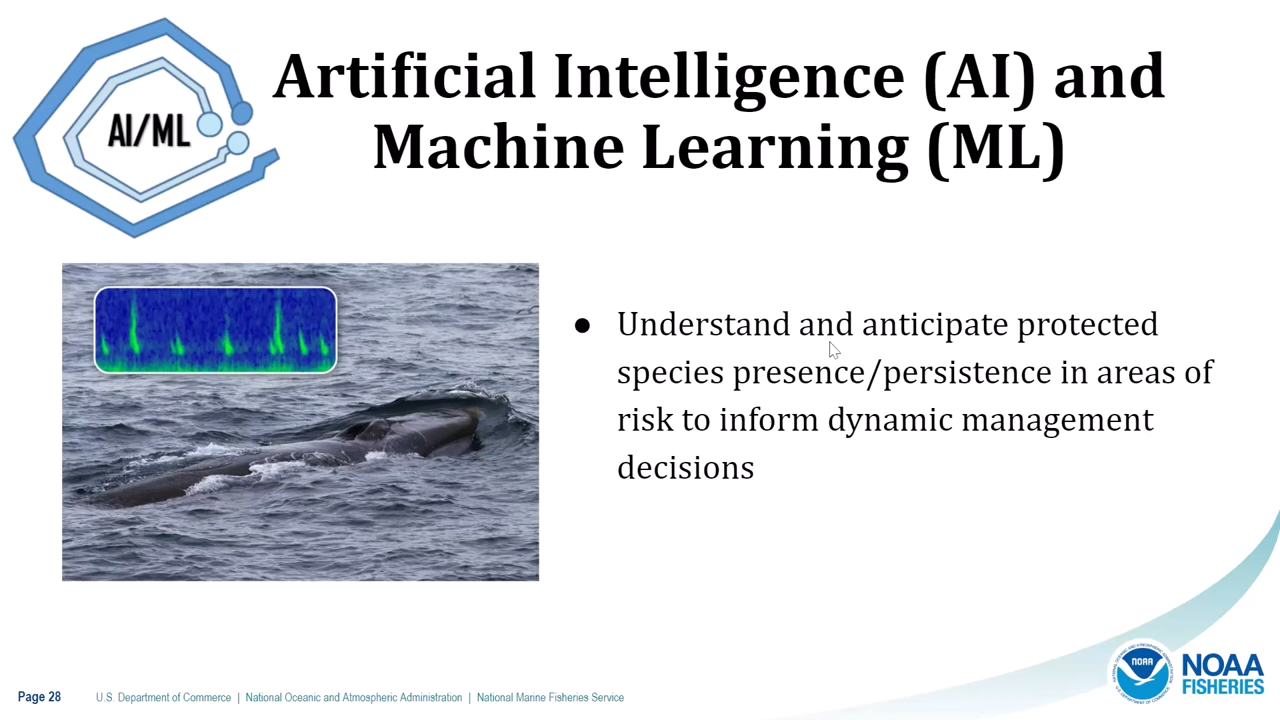 AI/ML
Artificial Intelligence (AI) and
Machine Learning (ML)
● Understand and anticipate protected
species presence/persistence in areas of
risk to inform dynamic management
decisions
Page 28
U.S. Department of Commerce | National Oceanic and Atmospheric Administration | National Marine Fisheries Service
NOAA
NOAA
FISHERIES